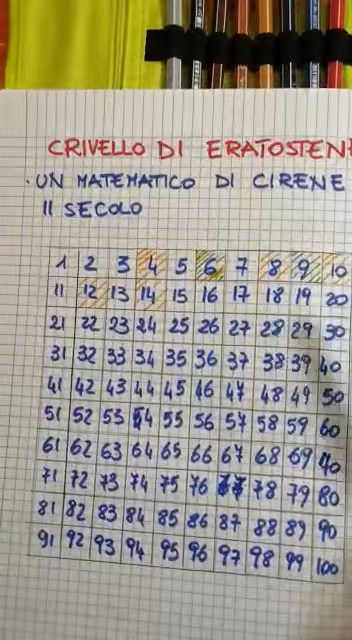 CRIVELLO DI ERATOSTEN
· UN MATEMATICO DI CIRENE
II SECOLO
1 2 3 4 5 6 7 8 9 10
11 12 13 14 15 16 17 18 19 20
21 22 23 24 25 26 27 28 29 30
31 32 33 34 35 36 37 38 39 40
41 42 43 44 45 46 47 48 49 50
51 52 53 54 55 56 57 58 59 60
61 62 63 64 65 66 67 68 69 40
71 72 73 74 75 76 77 78 79 80
81 82 83 84 85 86 87 88 89 90
91 92 93 94 95 96 97 98 99 100